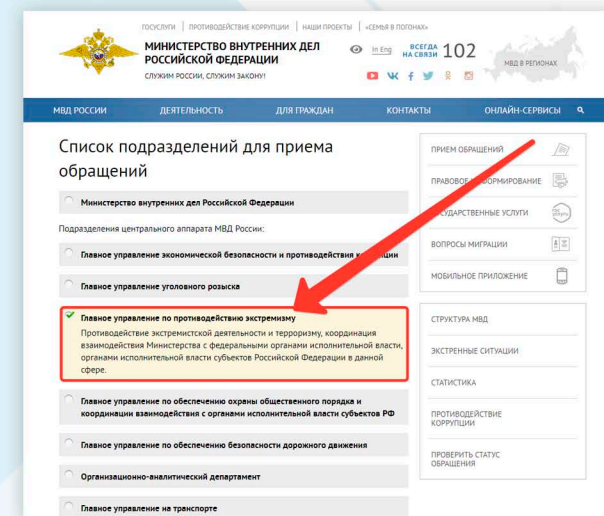 ГОСУСЛУГИ | ПРОТИВОДЕЙСТВИЕ КОРРУПЦИИ | НАШИ ПРОЕКТЫ | «СЕМЬЯ В ПОГОНАХ»
МИНИСТЕРСТВО ВНУТРЕННИХ ДЕЛ
РОССИЙСКОЙ ФЕДЕРАЦИИ
СЛУЖИМ РОССИИ, СЛУЖИМ ЗАКОНУ!
In Eng
ВСЕГДА
НА СВЯЗИ 102
МВД В РЕГИОНАХ
МВД РОССИИ ДЕЯТЕЛЬНОСТЬ ДЛЯ ГРАЖДАН КОНТАКТЫ ОНЛАЙН-СЕРВИСЫ
Список подразделений для приема
обращений
Министерство внутренних дел Российской Федерации
Подразделения центрального аппарата МВД России:
Главное управление экономической безопасности и противодействия коррупции
Главное управление уголовного розыска
Главное управление по противодействию экстремизму
Противодействие экстремистской деятельности и терроризму, координация
взаимодействия Министерства с федеральными органами исполнительной власти,
органами исполнительной власти субъектов Российской Федерации в данной
сфере.
Главное управление по обеспечению охраны общественного порядка и
координации взаимодействия с органами исполнительной власти субъектов РФ
Главное управление по обеспечению безопасности дорожного движения
Организационно-аналитический департамент
Главное управление на транспорте
ПРИЕМ ОБРАЩЕНИЙ
ПРАВОВОЕ ИНФОРМИРОВАНИЕ
ГОСУДАРСТВЕННЫЕ УСЛУГИ
ВОПРОСЫ МИГРАЦИИ
МОБИЛЬНОЕ ПРИЛОЖЕНИЕ
СТРУКТУРА МВД
ЭКСТРЕННЫЕ СИТУАЦИИ
СТАТИСТИКА
ПРОТИВОДЕЙСТВИЕ
КОРРУПЦИИ
ПРОВЕРИТЬ СТАТУС
ОБРАЩЕНИЯ